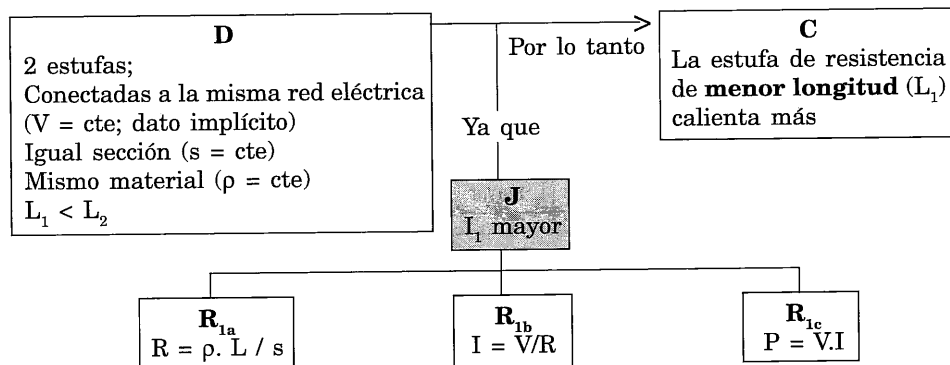 D
2 estufas;
Conectadas a la misma red eléctrica
(V = cte; dato implícito)
Igual sección (s = cte)
Mismo material (ρ = cte)
L₁ < L₂
Por lo tanto
C
La estufa de resistencia
de menor longitud (L₁)
calienta más
Ya que
J
I₁ mayor
R₁ₐ
R = ρ. L / s
R₁b
I = V/R
R₁c
P = V.I